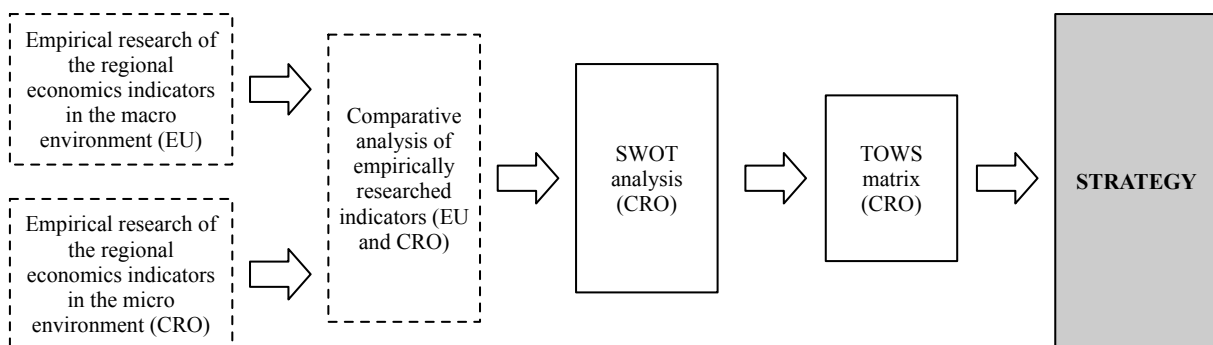 Empirical research of
the regional
economics indicators
in the macro
environment (EU)
Empirical research of
the regional
economics indicators
in the micro
environment (CRO)
Comparative
analysis of
empirically
researched
indicators (EU
and CRO)
SWOT
analysis
(CRO)
TOWS
matrix
(CRO)
STRATEGY